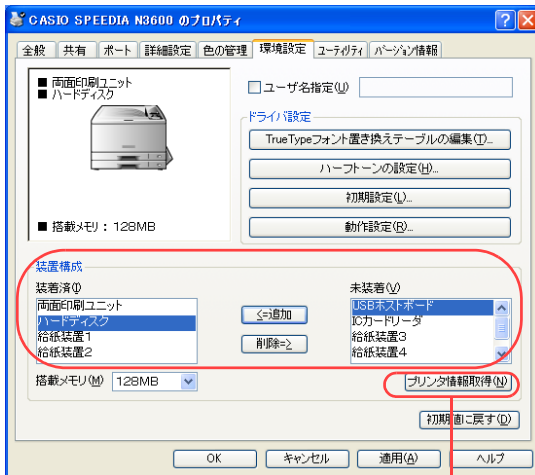 CASIO SPEEDIA N3600 のプロパティ
全般 共有 ポート 詳細設定 色の管理 環境設定 ユーティリティ バージョン情報
■ 両面印刷ユニット
■ ハードディスク
■ 搭載メモリ : 128MB
ユーザ名指定(U)
ドライバ設定
TrueTypeフォント置き換えテーブルの編集(T)...
ハーフトーンの設定(H)...
初期設定(L)...
動作設定(R)...
装置構成
装着済(I)
両面印刷ユニット
ハードディスク
給紙装置1
給紙装置2
<=追加
削除=>
未装着(V)
USBホストボード
ICカードリーダ
給紙装置3
給紙装置4
搭載メモリ(M) 128MB
プリンタ情報取得(N)
初期値に戻す(D)
OK キャンセル 適用(A) ヘルプ